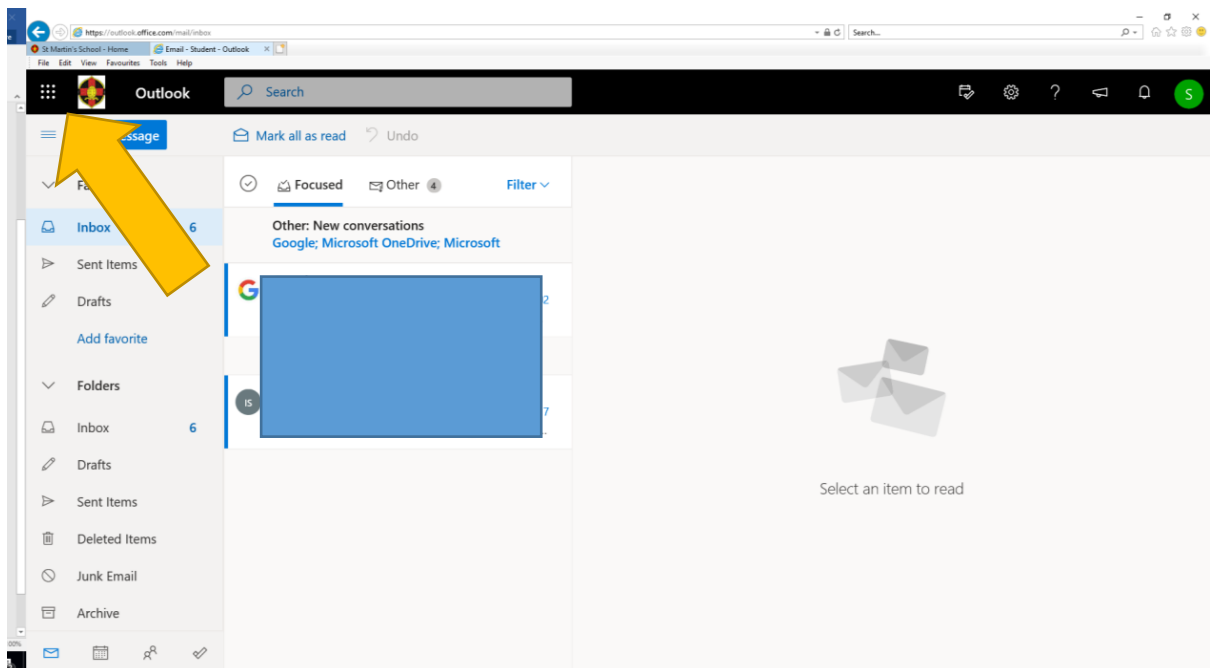 https://outlook.office.com/mail/inbox
Search...
St Martin's School - Home
Email - Student - Outlook
File Edit View Favourites Tools Help
Outlook
Search
?
S
ssage
Mark all as read
Undo
Focused
Other 4
Filter
Other: New conversations
Google; Microsoft OneDrive; Microsoft
Inbox 6
Sent Items
Drafts
Add favorite
Folders
Inbox 6
Drafts
Sent Items
Deleted Items
Junk Email
Archive
G
2
IS
7
...
Select an item to read